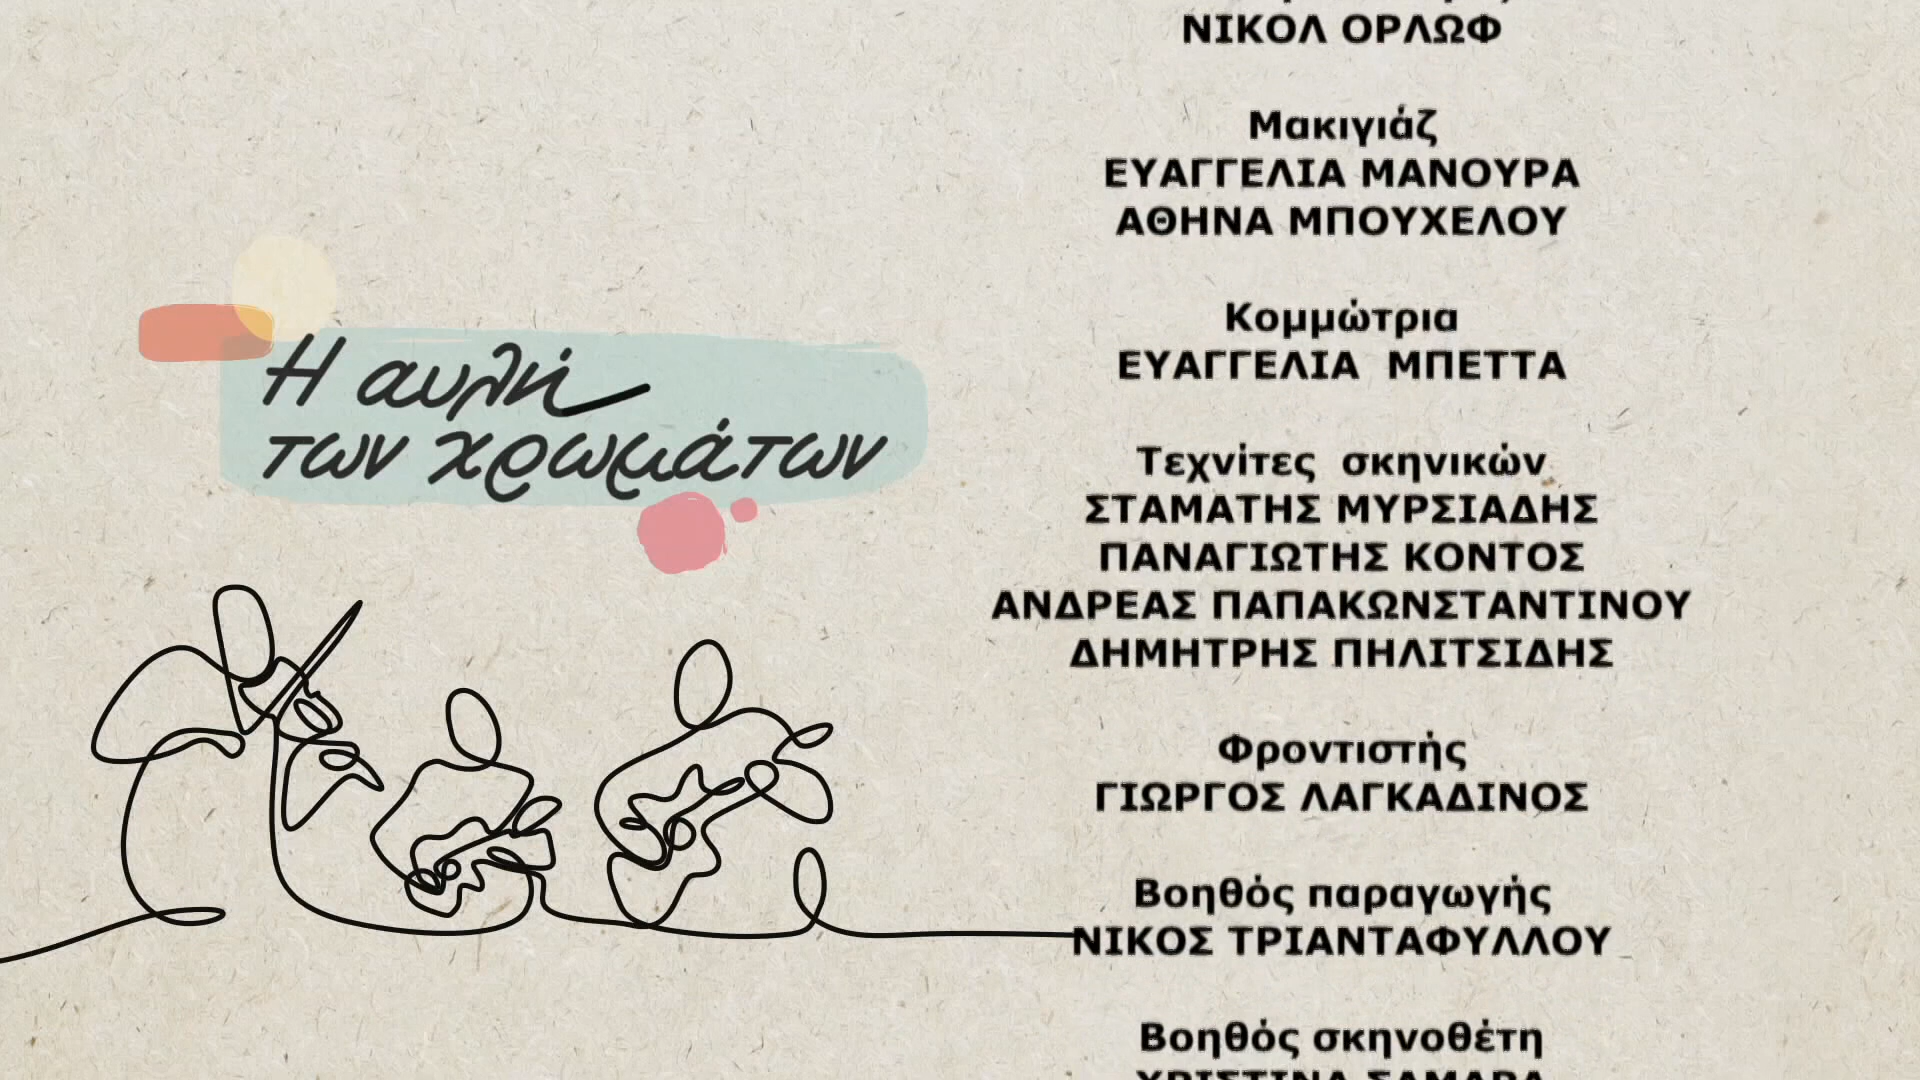 Η αυλή
των χρωμάτων
ΝΙΚΟΛ ΟΡΛΩΦ
Μακιγιάζ
ΕΥΑΓΓΕΛΙΑ ΜΑΝΟΥΡΑ
ΑΘΗΝΑ ΜΠΟΥΧΕΛΟΥ
Κομμώτρια
ΕΥΑΓΓΕΛΙΑ ΜΠΕΤΤΑ
Τεχνίτες σκηνικών
ΣΤΑΜΑΤΗΣ ΜΥΡΣΙΑΔΗΣ
ΠΑΝΑΓΙΩΤΗΣ ΚΟΝΤΟΣ
ΑΝΔΡΕΑΣ ΠΑΠΑΚΩΝΣΤΑΝΤΙΝΟΥ
ΔΗΜΗΤΡΗΣ ΠΗΛΙΤΣΙΔΗΣ
Φροντιστής
ΓΙΩΡΓΟΣ ΛΑΓΚΑΔΙΝΟΣ
Βοηθός παραγωγής
ΝΙΚΟΣ ΤΡΙΑΝΤΑΦΥΛΛΟΥ
Βοηθός σκηνοθέτη